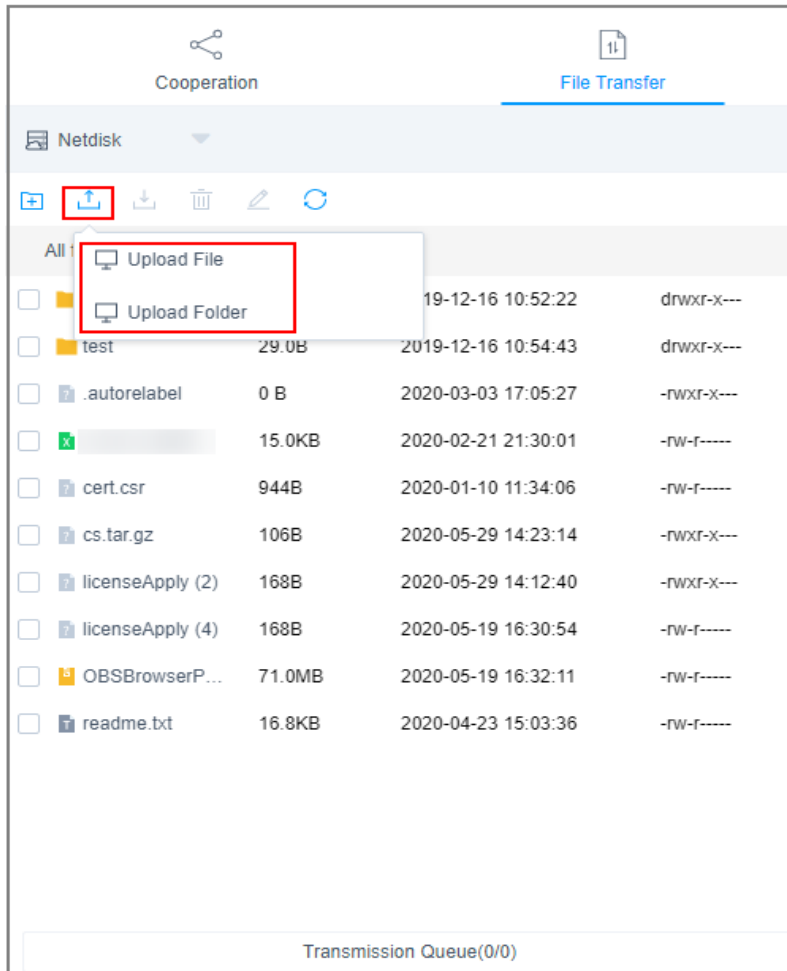 Cooperation File Transfer
Netdisk
All
Upload File
Upload Folder
19-12-16 10:52:22 drwxr-x---
test 29.0B 2019-12-16 10:54:43 drwxr-x---
.autorelabel 0 B 2020-03-03 17:05:27 -rwxr-x---
15.0KB 2020-02-21 21:30:01 -rw-r-----
cert.csr 944B 2020-01-10 11:34:06 -rw-r-----
cs.tar.gz 106B 2020-05-29 14:23:14 -rwxr-x---
licenseApply (2) 168B 2020-05-29 14:12:40 -rwxr-x---
licenseApply (4) 168B 2020-05-19 16:30:54 -rw-r-----
OBSBrowserP... 71.0MB 2020-05-19 16:32:11 -rw-r-----
readme.txt 16.8KB 2020-04-23 15:03:36 -rw-r-----
Transmission Queue(0/0)